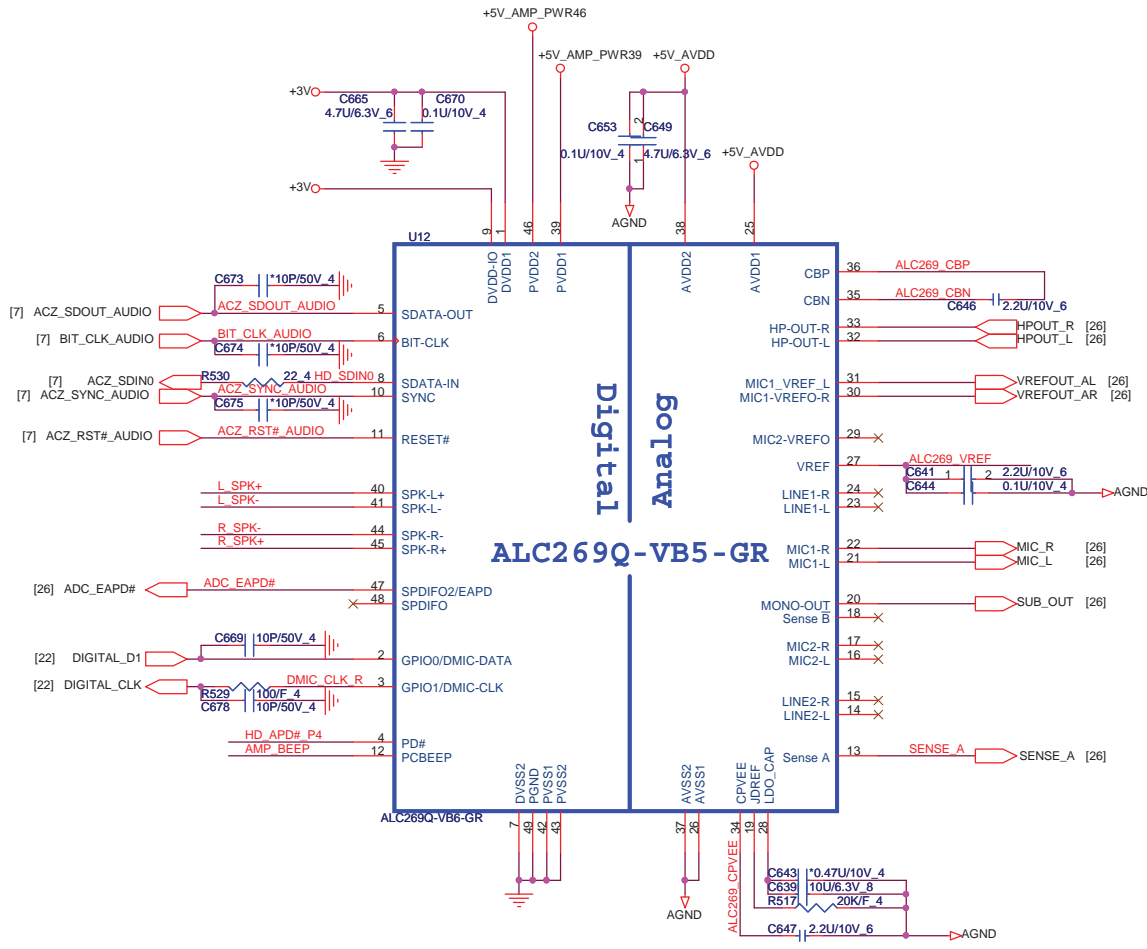 +5V_AMP_PWR46
+5V_AMP_PWR39
+5V_AVDD
+3V
C665
4.7U/6.3V_6
C670
0.1U/10V_4
C653
0.1U/10V_4
2
1
C649
4.7U/6.3V_6
+5V_AVDD
+3V
AGND
U12
9
1
46
39
38
25
DVDD-IO
DVDD1
PVDD2
PVDD1
AVDD2
AVDD1
C673
*10P/50V_4
[7] ACZ_SDOUT_AUDIO
ACZ_SDOUT_AUDIO
5
SDATA-OUT
[7] BIT_CLK_AUDIO
BIT_CLK_AUDIO
6
BIT-CLK
C674
*10P/50V_4
[7] ACZ_SDIN0
R530
22_4
HD_SDIN0
8
SDATA-IN
[7] ACZ_SYNC_AUDIO
ACZ_SYNC_AUDIO
10
SYNC
C675
*10P/50V_4
[7] ACZ_RST#_AUDIO
ACZ_RST#_AUDIO
11
RESET#
L_SPK+
40
SPK-L+
L_SPK-
41
SPK-L-
R_SPK-
44
SPK-R-
R_SPK+
45
SPK-R+
[26] ADC_EAPD#
ADC_EAPD#
47
SPDIFO2/EAPD
48
SPDIFO
C669
10P/50V_4
[22] DIGITAL_D1
2
GPIO0/DMIC-DATA
[22] DIGITAL_CLK
DMIC_CLK_R
3
GPIO1/DMIC-CLK
R529
100/F_4
C678
10P/50V_4
HD_APD#_P4
4
PD#
AMP_BEEP
12
PCBEEP
Digital
Analog
ALC269Q-VB5-GR
CBP
36
ALC269_CBP
CBN
35
ALC269_CBN
C646
2.2U/10V_6
HP-OUT-R
33
HPOUT_R [26]
HP-OUT-L
32
HPOUT_L [26]
MIC1_VREF_L
31
VREFOUT_AL [26]
MIC1-VREFO-R
30
VREFOUT_AR [26]
MIC2-VREFO
29
VREF
27
ALC269_VREF
C641
1
2
2.2U/10V_6
C644
0.1U/10V_4
AGND
LINE1-R
24
LINE1-L
23
MIC1-R
22
MIC_R [26]
MIC1-L
21
MIC_L [26]
MONO-OUT
20
SUB_OUT [26]
Sense B
18
MIC2-R
17
MIC2-L
16
LINE2-R
15
LINE2-L
14
Sense A
13
SENSE_A
SENSE_A [26]
DVSS2
PGND
PVSS1
PVSS2
AVSS2
AVSS1
CPVEE
JDREF
LDO_CAP
ALC269Q-VB6-GR
7
49
42
43
37
26
34
19
28
ALC269_CPVEE
AGND
C643
*0.47U/10V_4
C639
10U/6.3V_8
R517
20K/F_4
C647
2.2U/10V_6
AGND